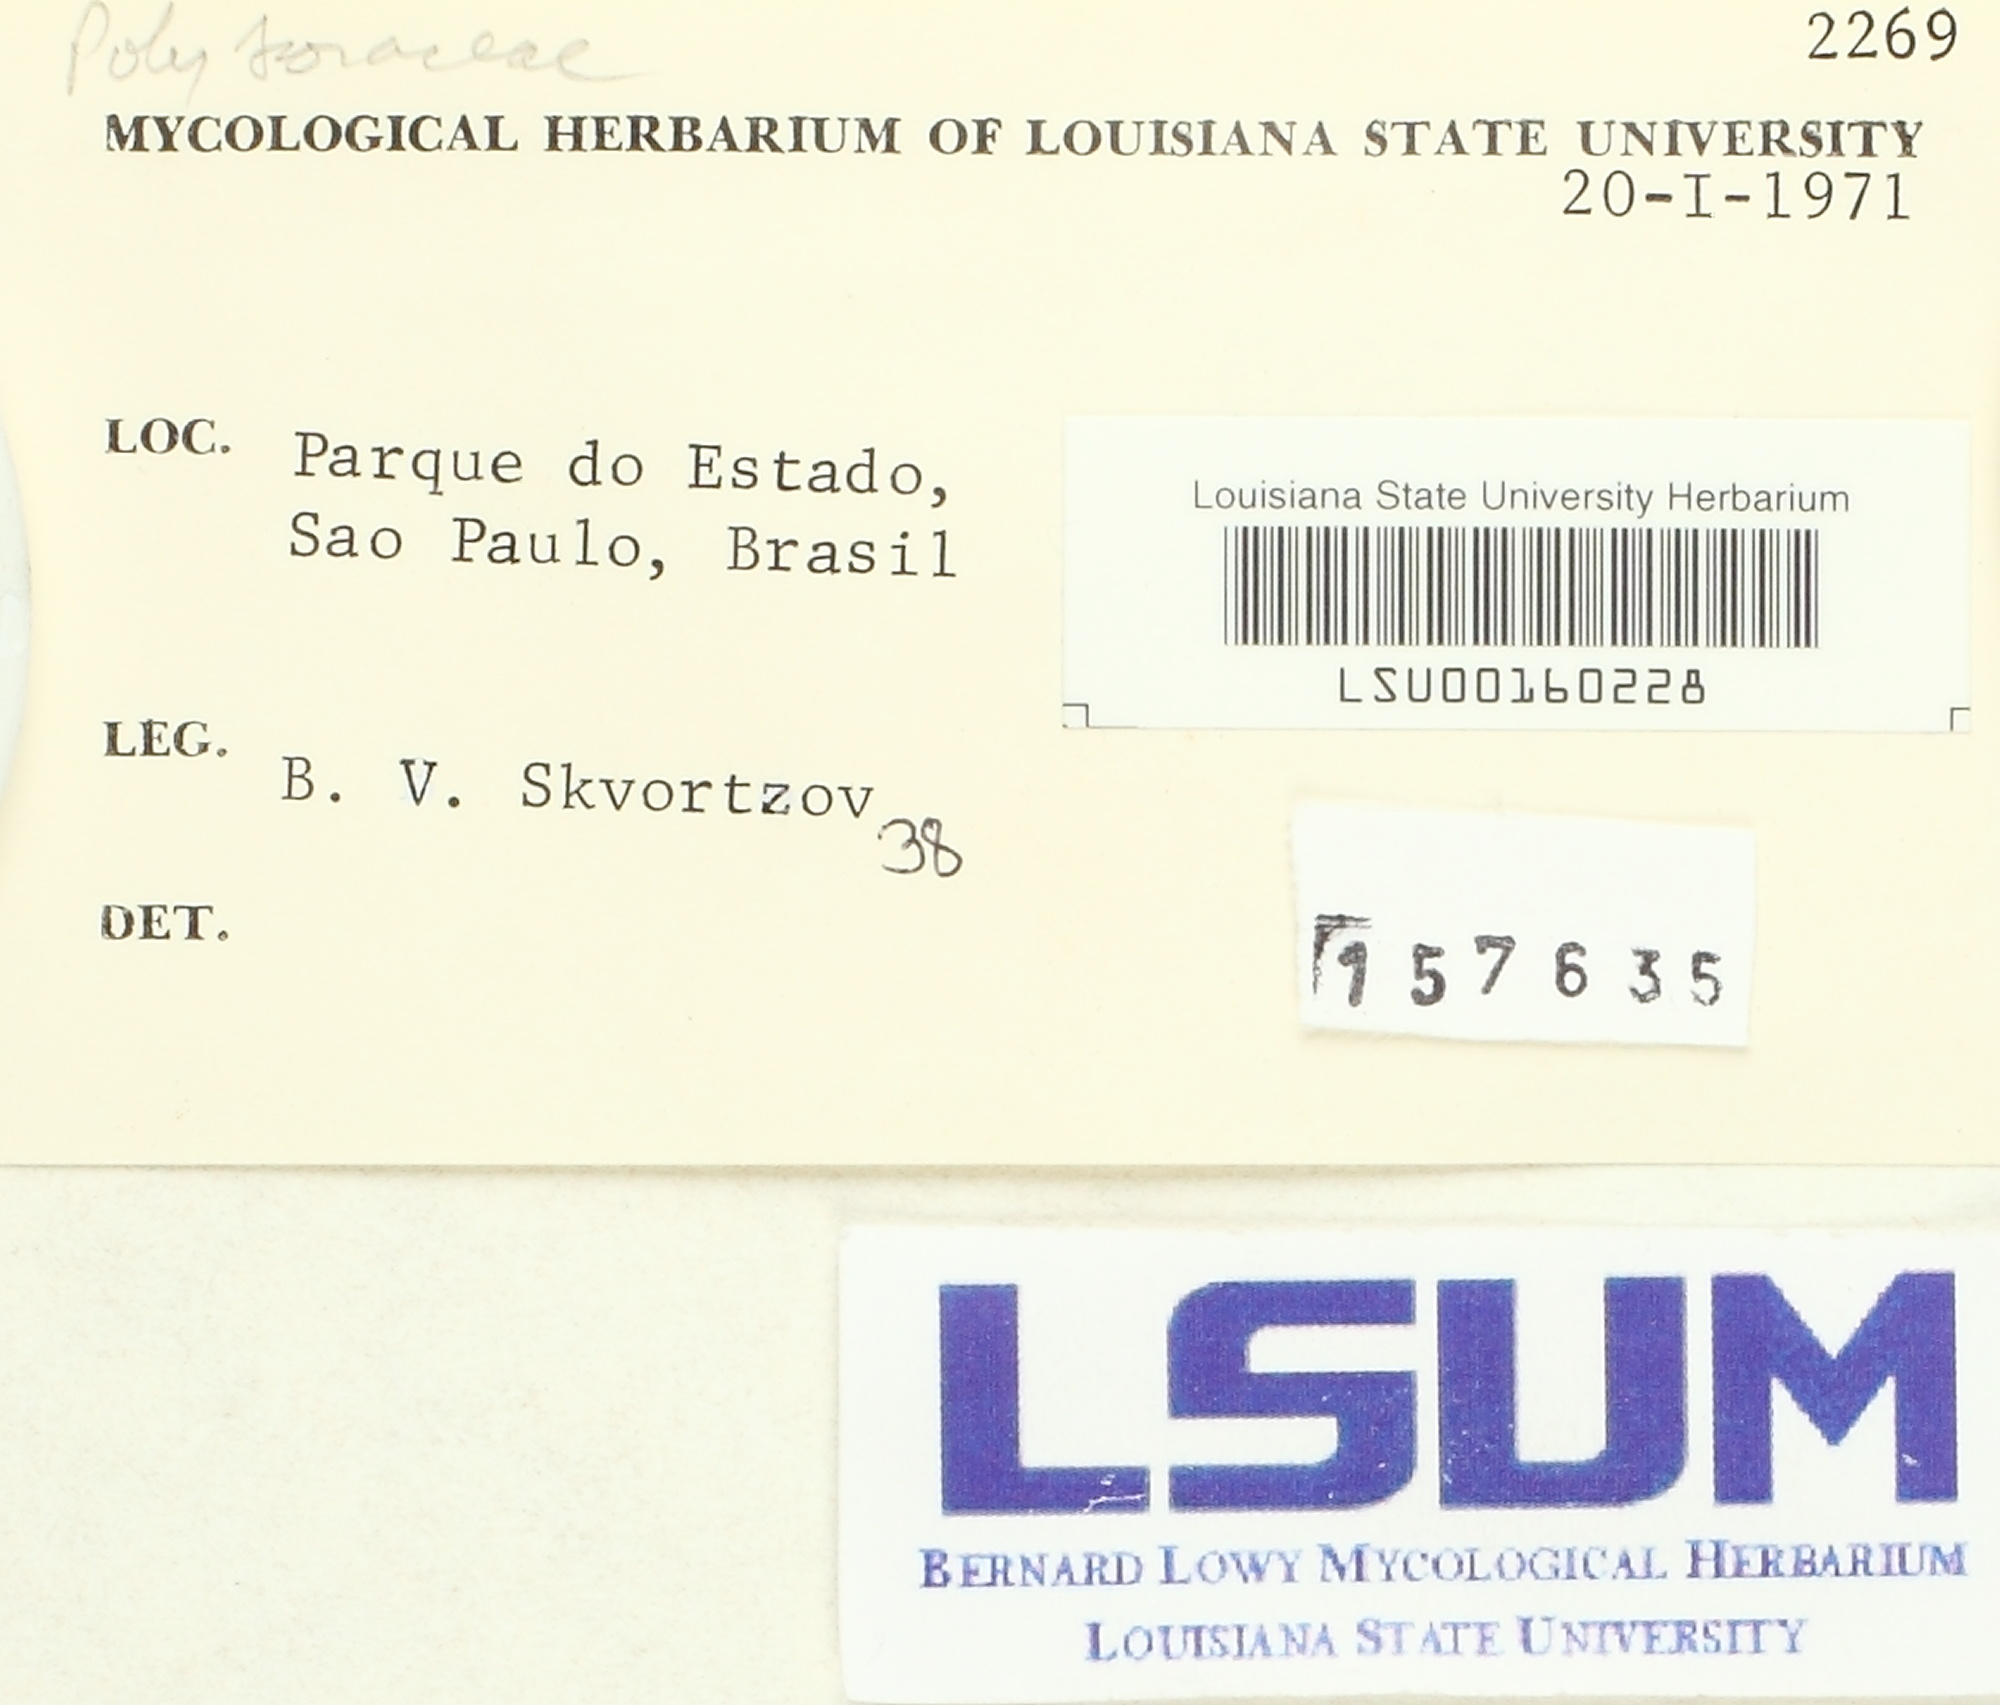 Polyporaceae
2269
MYCOLOGICAL HERBARIUM OF LOUISIANA STATE UNIVERSITY
20-I-1971
LOC. Parque do Estado,
Sao Paulo, Brasil
Louisiana State University Herbarium
LSU00160228
LEG. B. V. Skvortzov 38
DET.
157635
LSUM
BERNARD LOWY MYCOLOGICAL HERBARIUM
LOUISIANA STATE UNIVERSITY